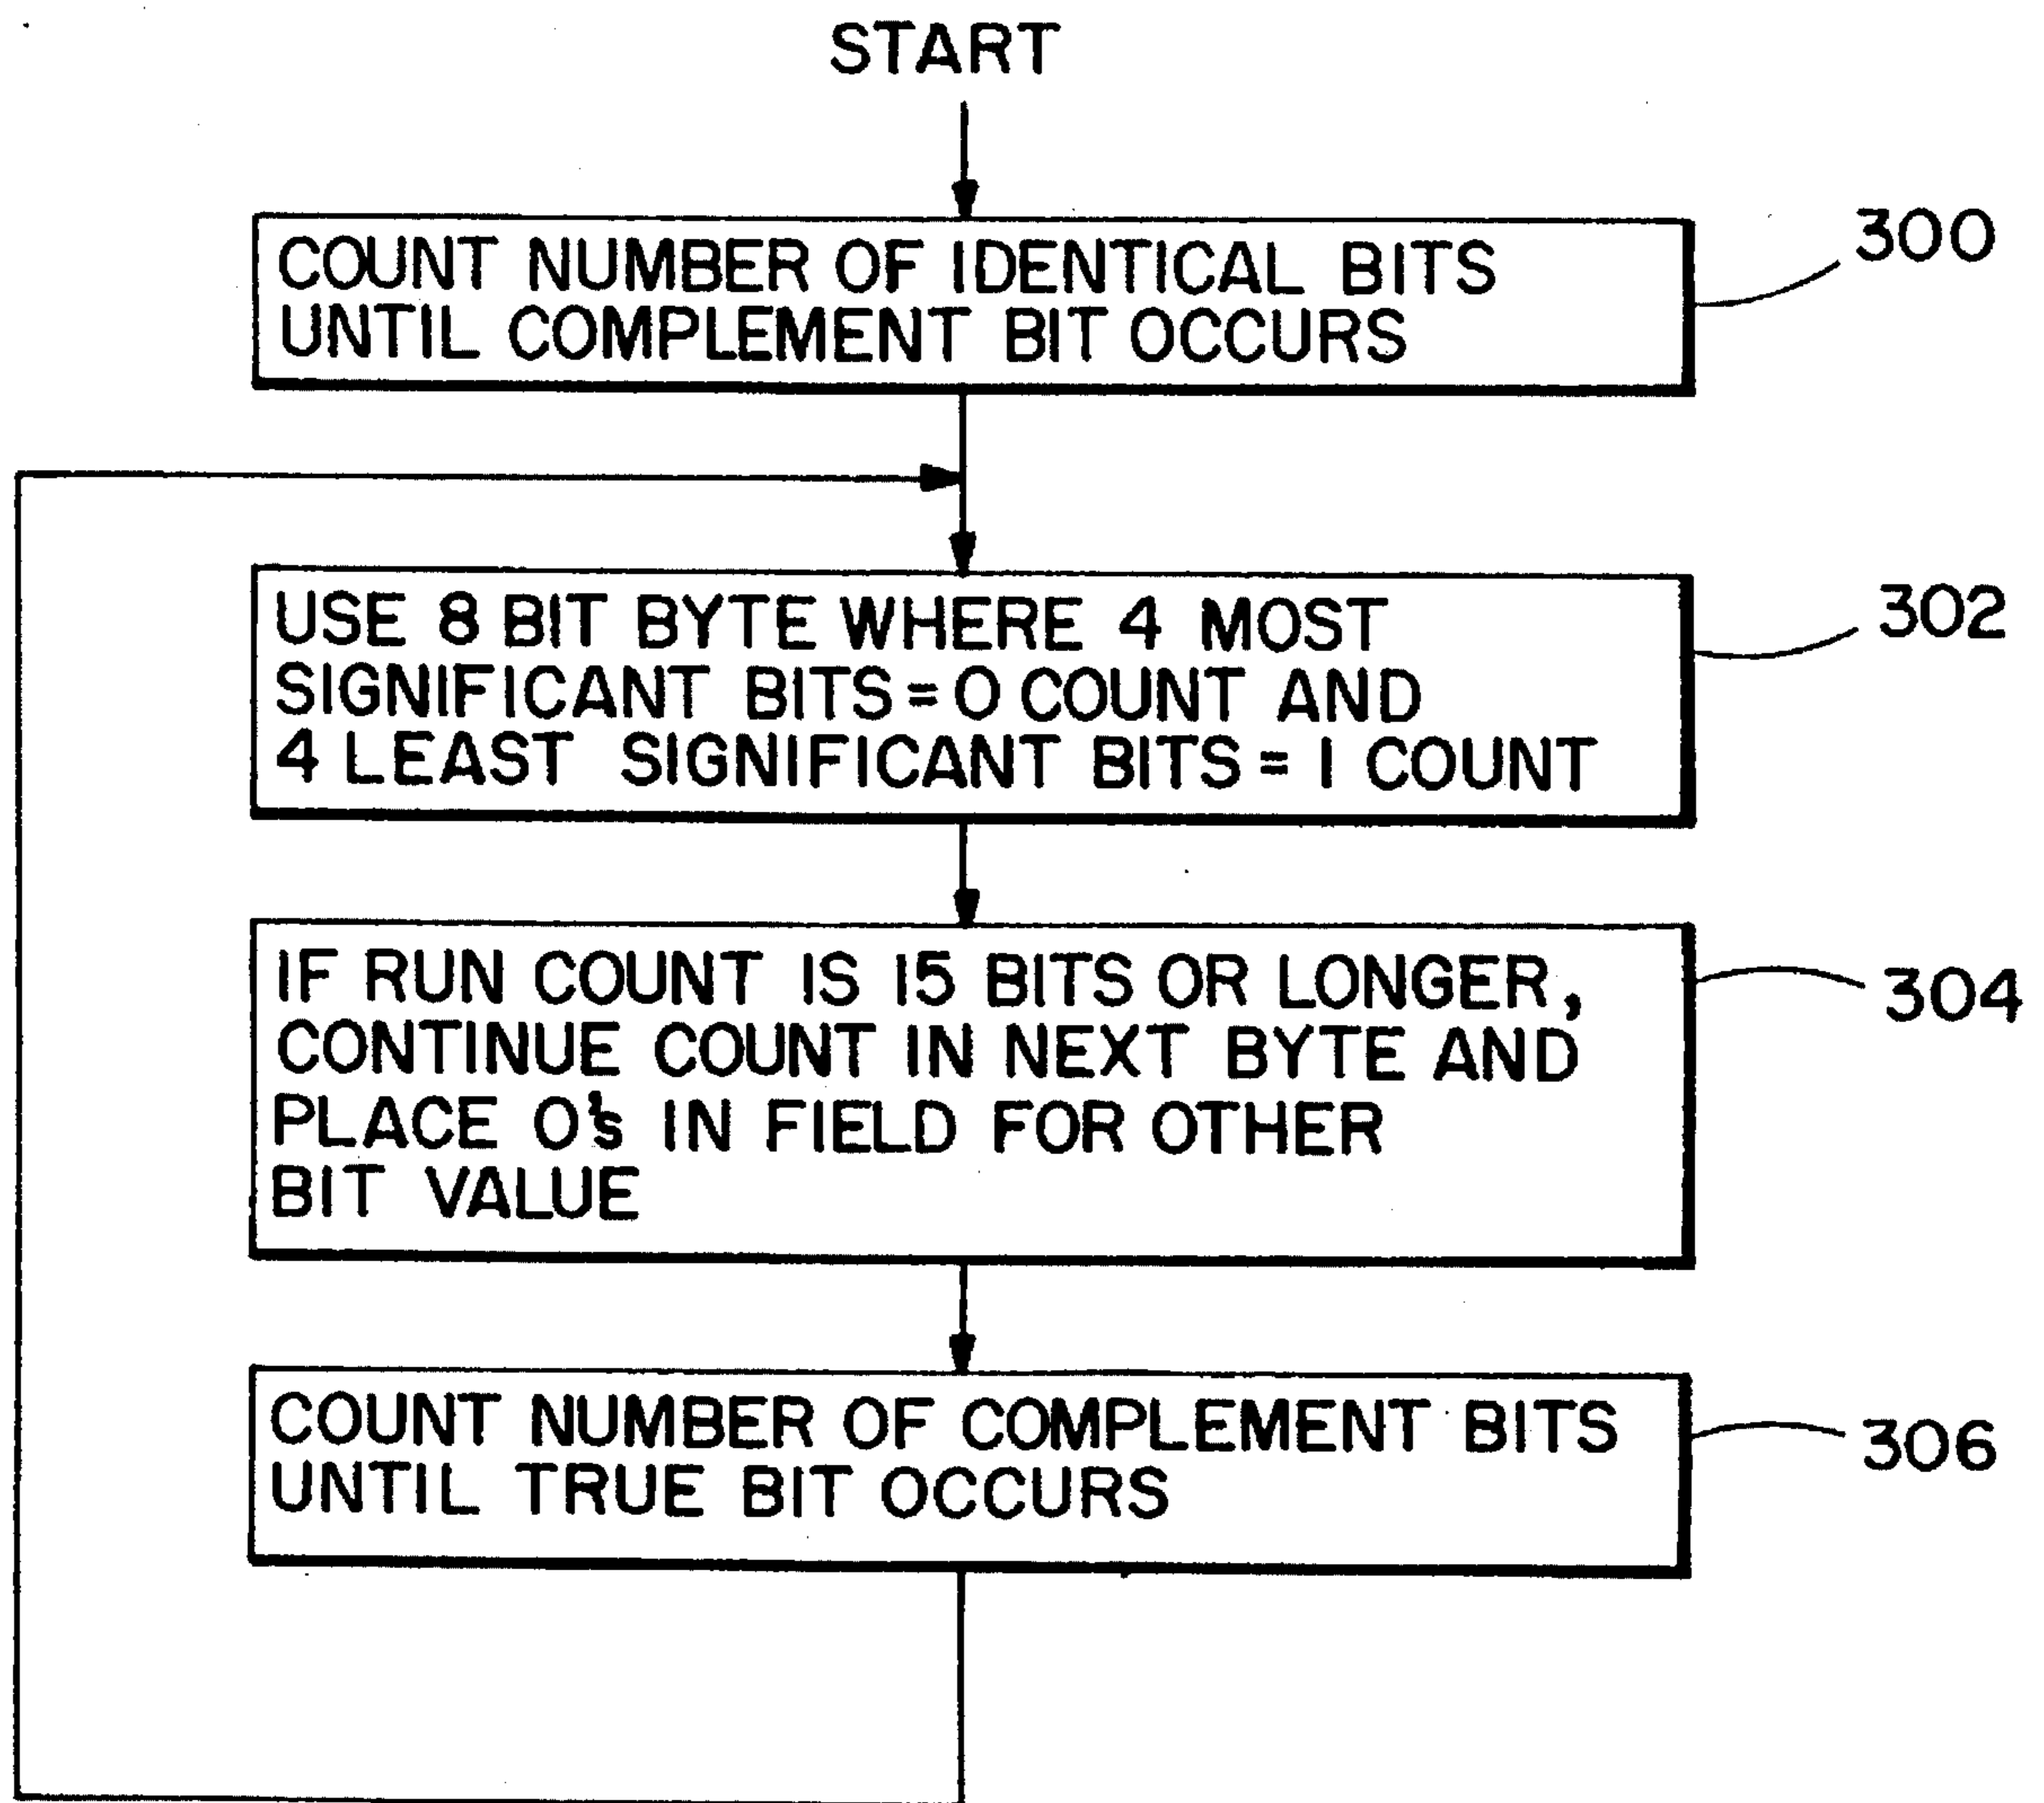 START
COUNT NUMBER OF IDENTICAL BITS
UNTIL COMPLEMENT BIT OCCURS
300
USE 8 BIT BYTE WHERE 4 MOST
SIGNIFICANT BITS = 0 COUNT AND
4 LEAST SIGNIFICANT BITS = 1 COUNT
302
IF RUN COUNT IS 15 BITS OR LONGER,
CONTINUE COUNT IN NEXT BYTE AND
PLACE 0's IN FIELD FOR OTHER
BIT VALUE
304
COUNT NUMBER OF COMPLEMENT BITS
UNTIL TRUE BIT OCCURS
306